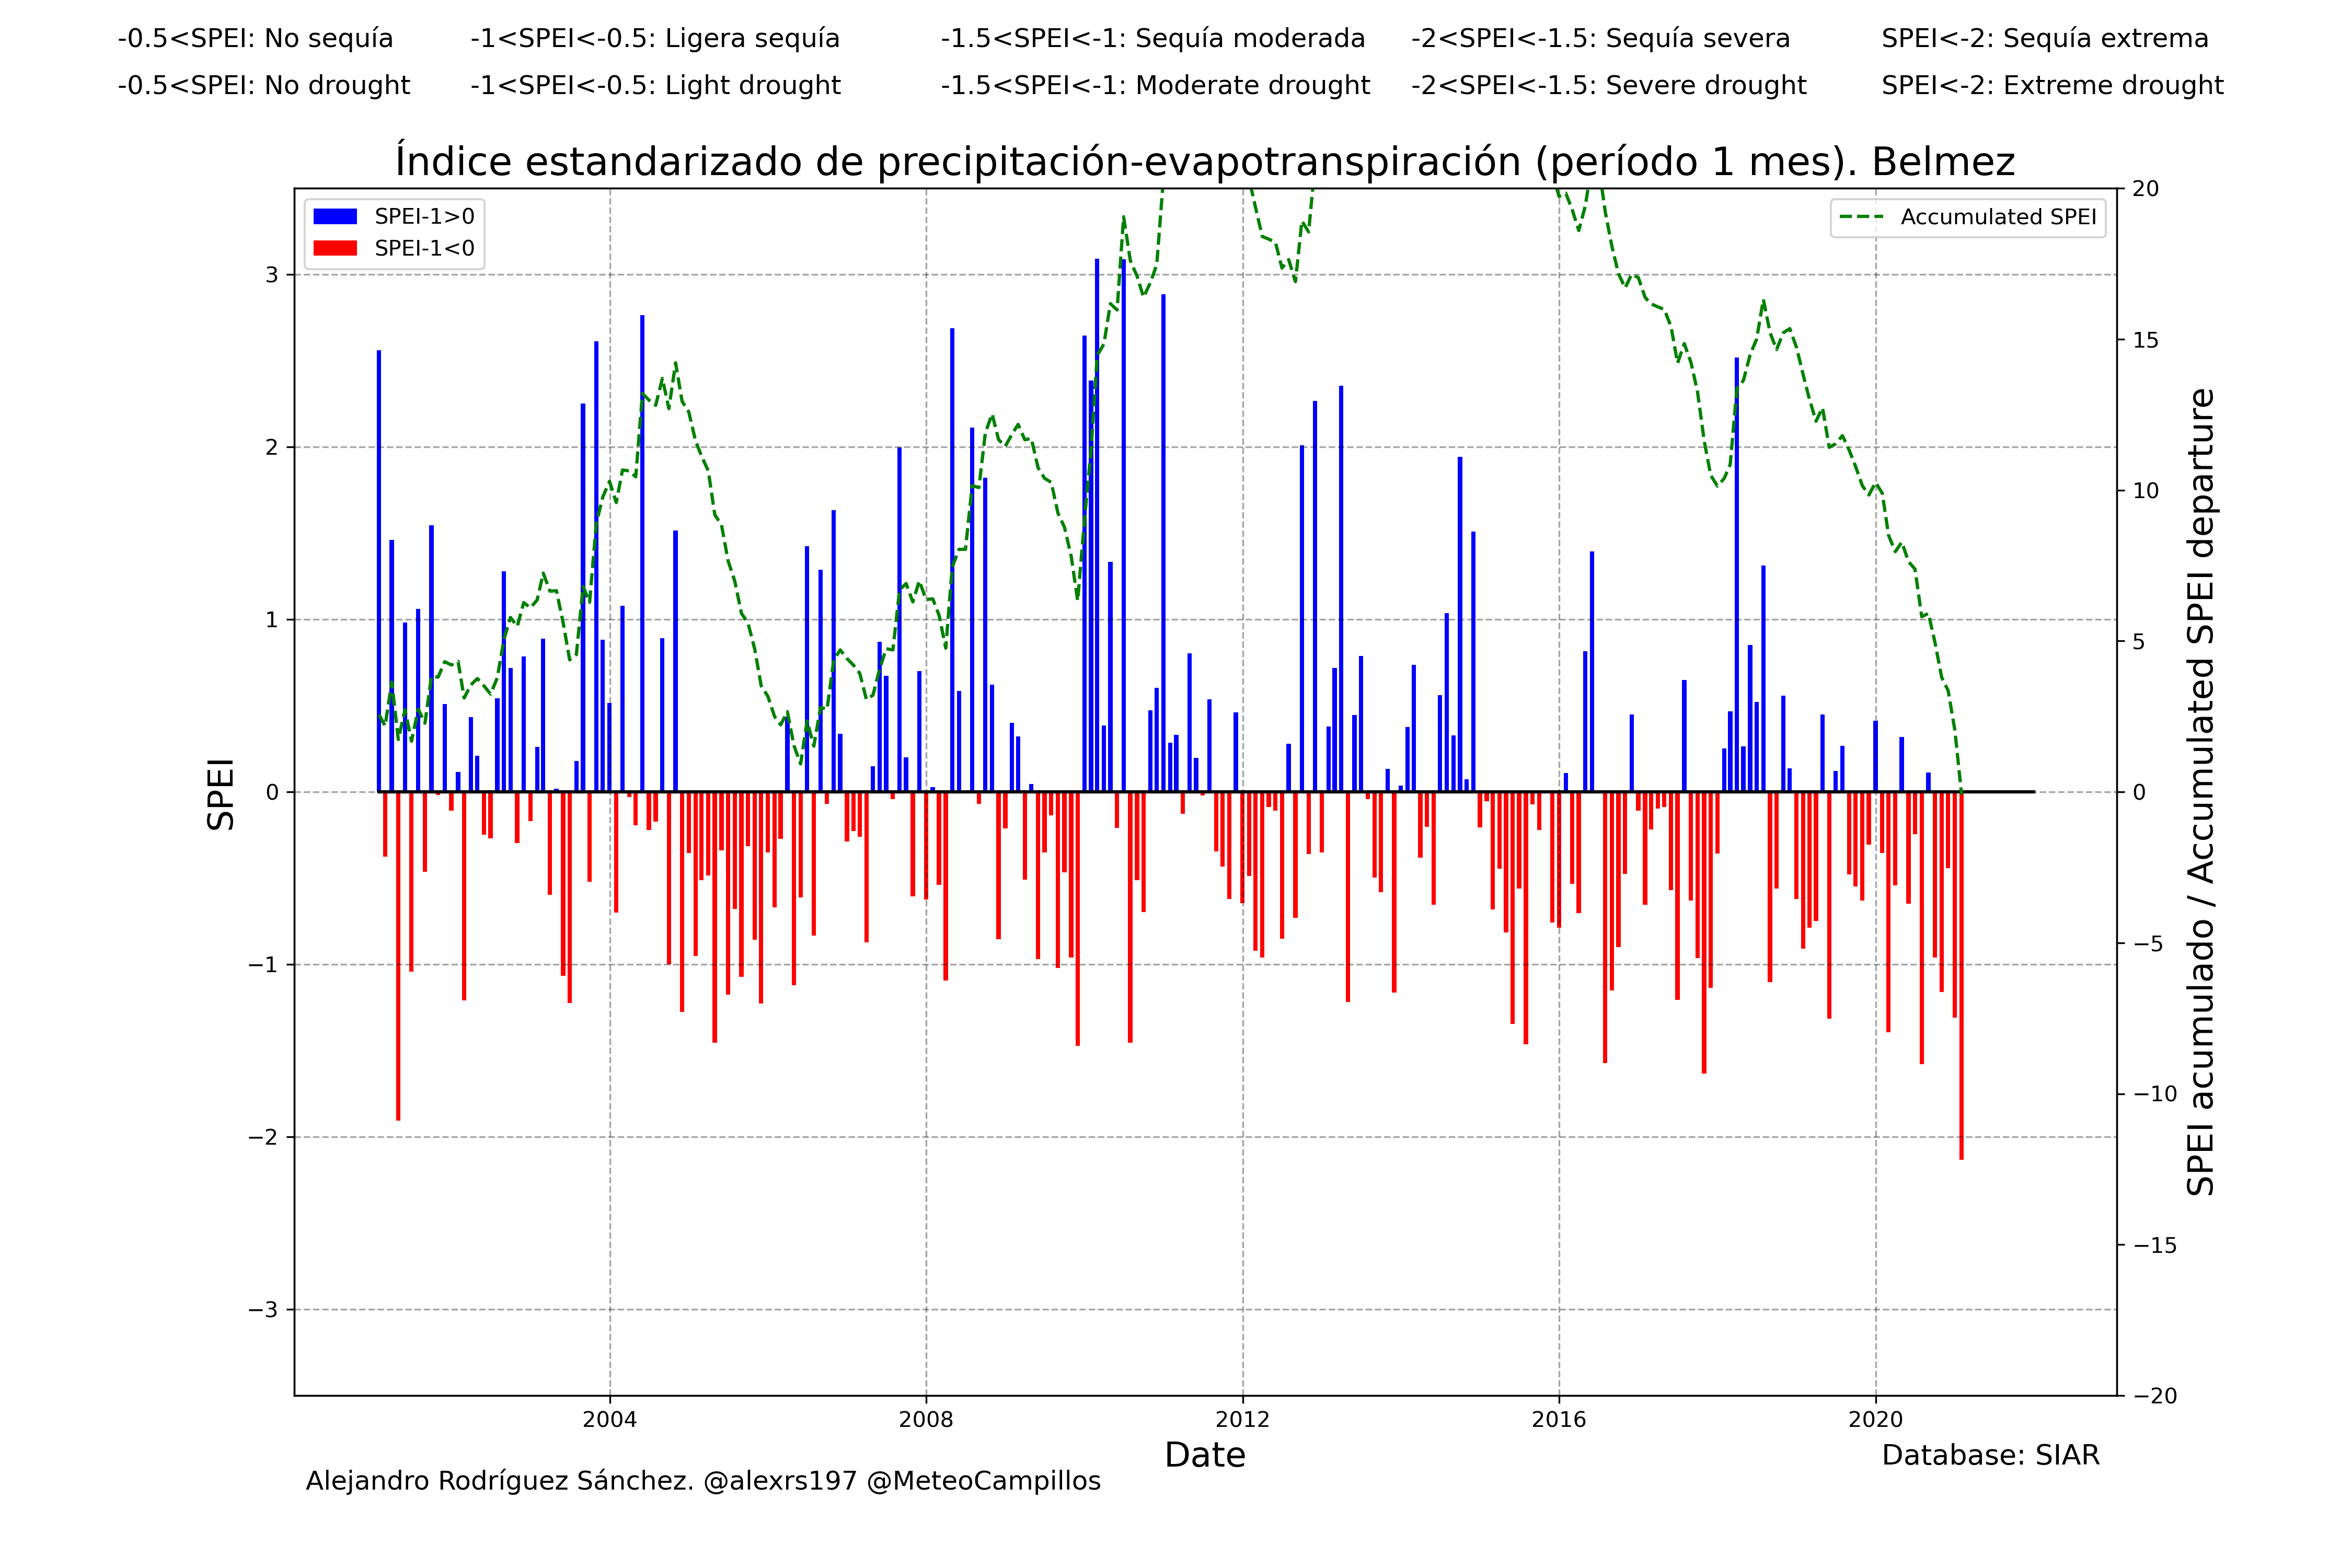 -0.5<SPEI: No sequía -1<SPEI<-0.5: Ligera sequía -1.5<SPEI<-1: Sequía moderada -2<SPEI<-1.5: Sequía severa SPEI<-2: Sequía extrema
-0.5<SPEI: No drought -1<SPEI<-0.5: Light drought -1.5<SPEI<-1: Moderate drought -2<SPEI<-1.5: Severe drought SPEI<-2: Extreme drought
Índice estandarizado de precipitación-evapotranspiración (período 1 mes). Belmez
SPEI-1>0
SPEI-1<0
Accumulated SPEI
SPEI
3
2
1
0
−1
−2
−3
20
15
10
5
0
−5
−10
−15
−20
SPEI acumulado / Accumulated SPEI departure
2004 2008 2012 2016 2020
Date
Database: SIAR
Alejandro Rodríguez Sánchez. @alexrs197 @MeteoCampillos